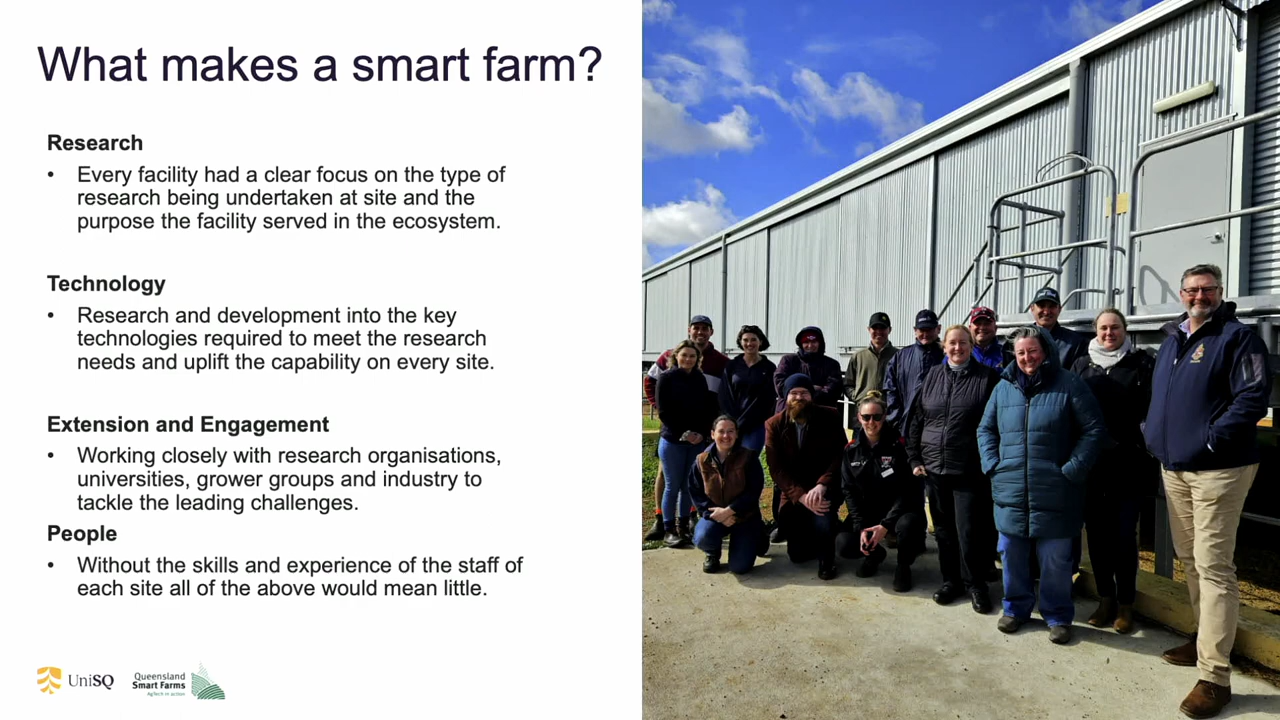 What makes a smart farm?
Research
• Every facility had a clear focus on the type of
research being undertaken at site and the
purpose the facility served in the ecosystem.
Technology
• Research and development into the key
technologies required to meet the research
needs and uplift the capability on every site.
Extension and Engagement
• Working closely with research organisations,
universities, grower groups and industry to
tackle the leading challenges.
People
• Without the skills and experience of the staff of
each site all of the above would mean little.
UniSQ
Queensland
Smart Farms
AgTech in action